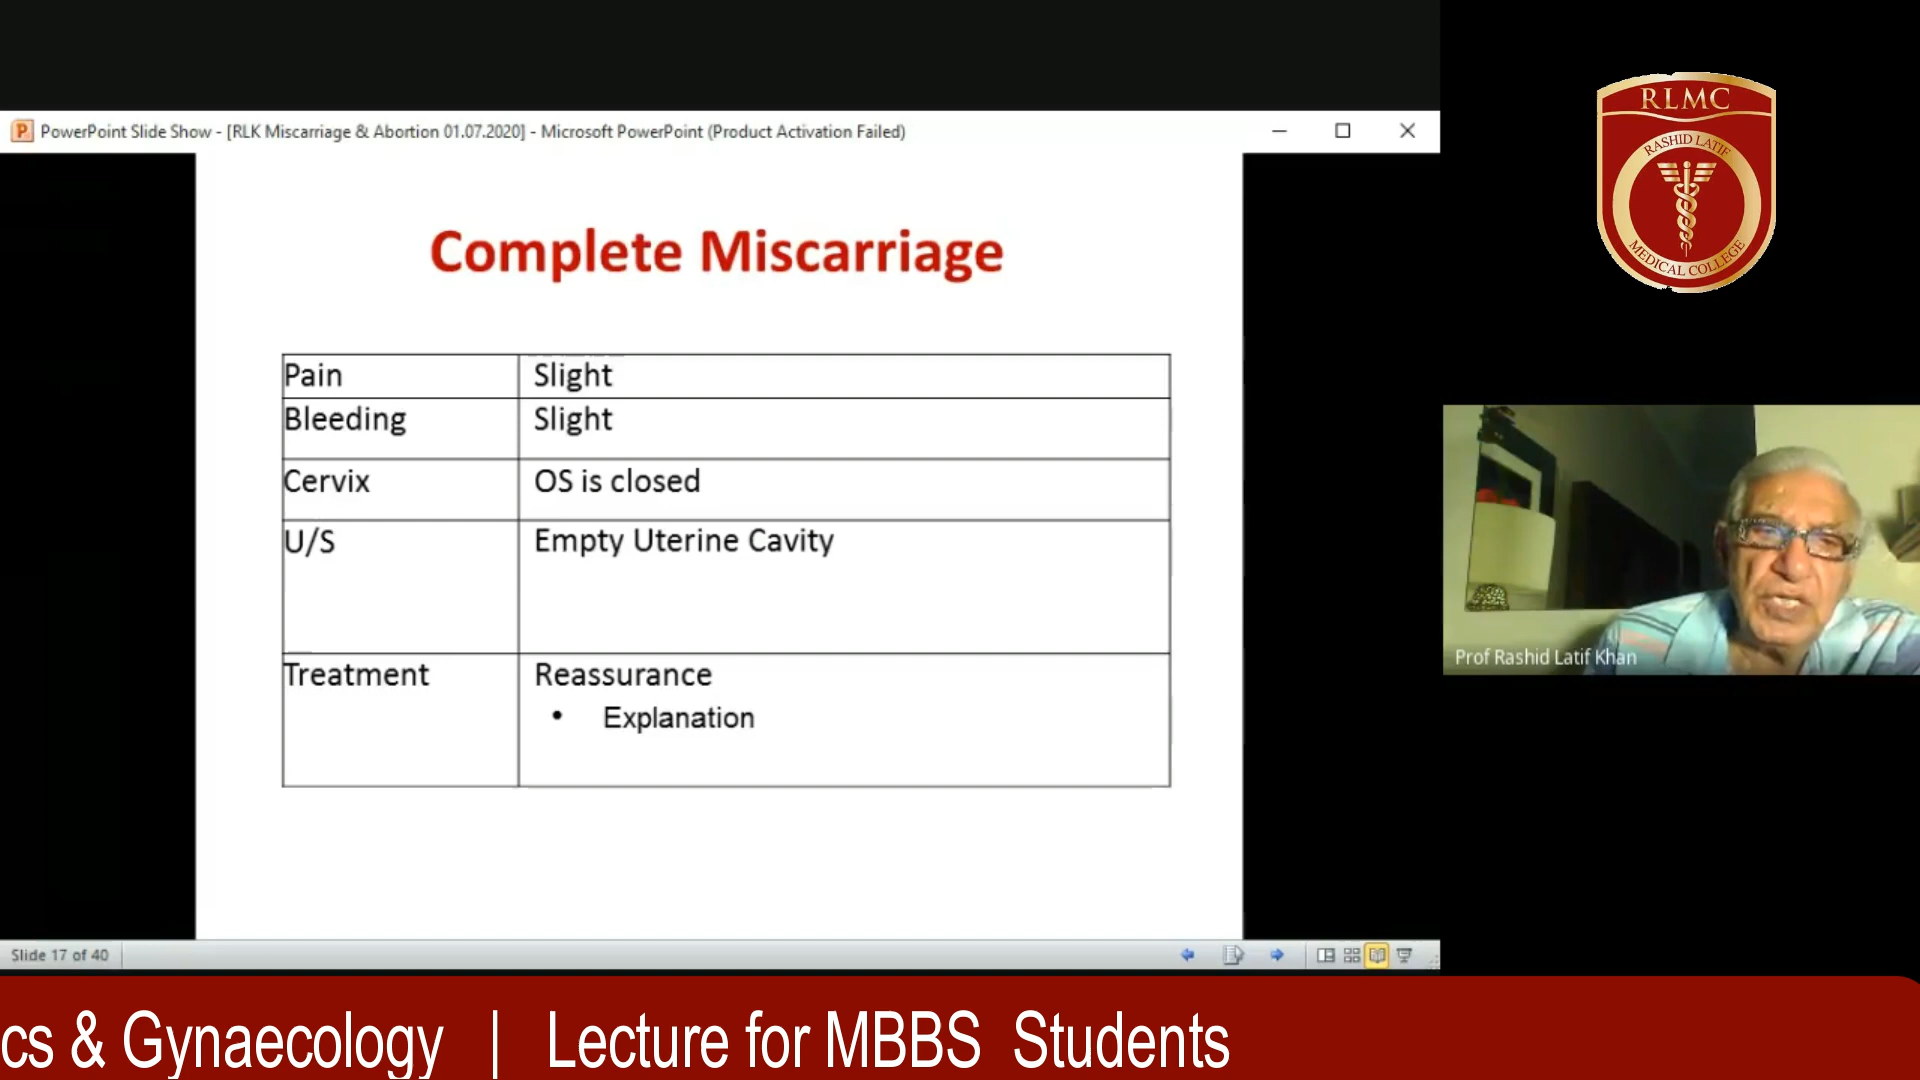 PowerPoint Slide Show - [RLK Miscarriage & Abortion 01.07.2020] - Microsoft PowerPoint (Product Activation Failed)
Complete Miscarriage
Pain Slight
Bleeding Slight
Cervix OS is closed
U/S Empty Uterine Cavity
Treatment Reassurance
• Explanation
Slide 17 of 40
RLMC
RASHID LATIF
MEDICAL COLLEGE
Prof Rashid Latif Khan
cs & Gynaecology | Lecture for MBBS Students